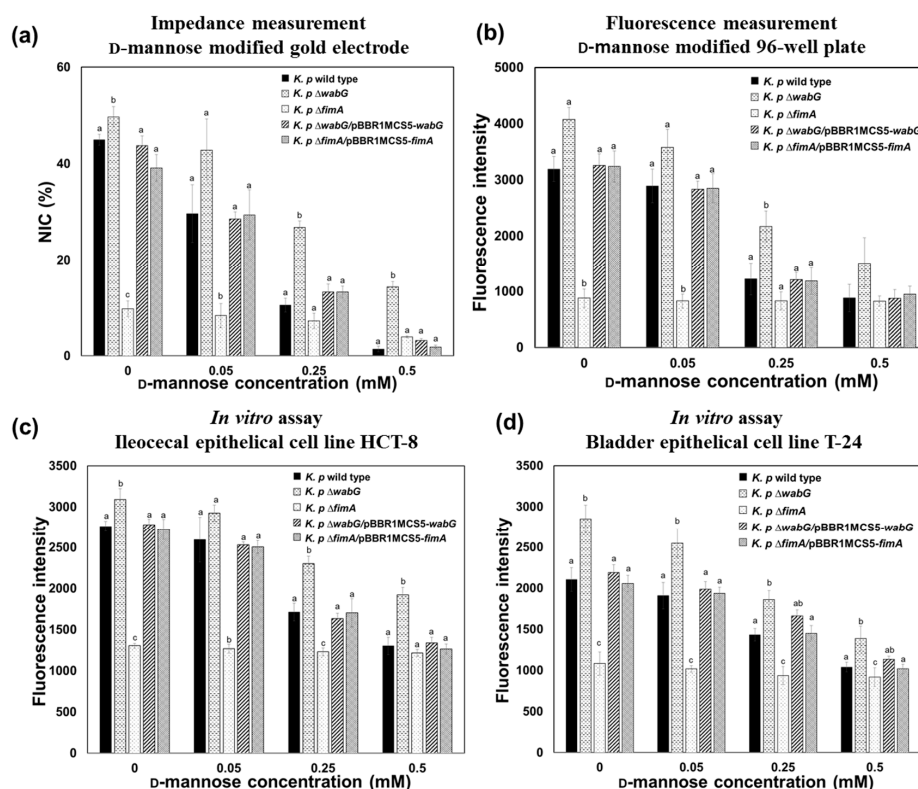 (a)
Impedance measurement
D-mannose modified gold electrode
NIC (%)
60
40
20
0
K. p wild type
K. p ΔwabG
K. p ΔfimA
K. p ΔwabG/pBBR1MCS5-wabG
K. p ΔfimA/pBBR1MCS5-fimA
a b c a a
a a a a a
a b a a a
a b a a a
0 0.05 0.25 0.5
D-mannose concentration (mM)
(b)
Fluorescence measurement
D-mannose modified 96-well plate
Fluorescence intensity
5000
4000
3000
2000
1000
0
K. p wild type
K. p ΔwabG
K. p ΔfimA
K. p ΔwabG/pBBR1MCS5-wabG
K. p ΔfimA/pBBR1MCS5-fimA
a a b a a
a a b a a
a b a a a
0 0.05 0.25 0.5
D-mannose concentration (mM)
(c)
In vitro assay
Ileocecal epithelical cell line HCT-8
Fluorescence intensity
3500
3000
2500
2000
1500
1000
500
0
K. p wild type
K. p ΔwabG
K. p ΔfimA
K. p ΔwabG/pBBR1MCS5-wabG
K. p ΔfimA/pBBR1MCS5-fimA
a b c a a
a a b a a
a b c a a
a b a a a
0 0.05 0.25 0.5
D-mannose concentration (mM)
(d)
In vitro assay
Bladder epithelical cell line T-24
Fluorescence intensity
3500
3000
2500
2000
1500
1000
500
0
K. p wild type
K. p ΔwabG
K. p ΔfimA
K. p ΔwabG/pBBR1MCS5-wabG
K. p ΔfimA/pBBR1MCS5-fimA
a b c a a
a b c a a
a b c ab a
a b c ab a
0 0.05 0.25 0.5
D-mannose concentration (mM)